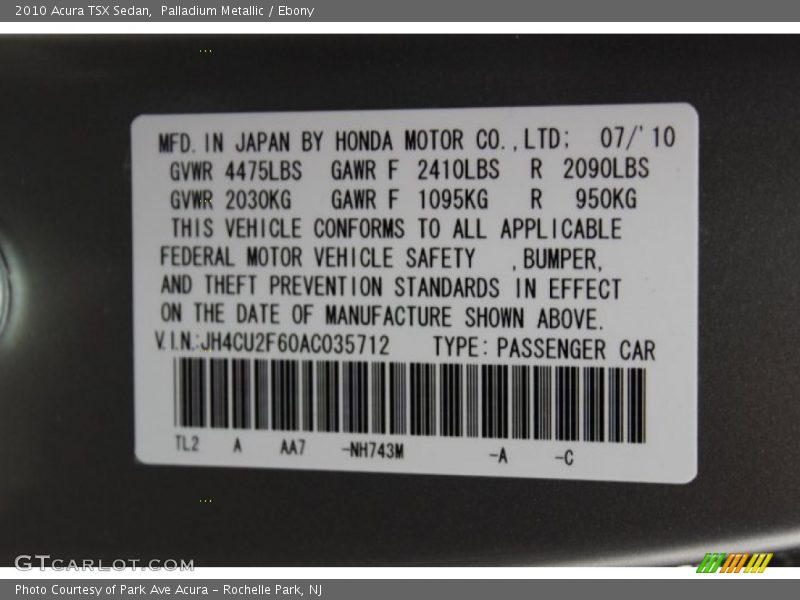 2010 Acura TSX Sedan,  Palladium Metallic / Ebony
MFD. IN JAPAN BY HONDA MOTOR CO., LTD; 07/'10
GVWR 4475LBS GAWR F 2410LBS R 2090LBS
GVWR 2030KG GAWR F 1095KG R 950KG
THIS VEHICLE CONFORMS TO ALL APPLICABLE
FEDERAL MOTOR VEHICLE SAFETY ,BUMPER,
AND THEFT PREVENTION STANDARDS IN EFFECT
ON THE DATE OF MANUFACTURE SHOWN ABOVE.
V.I.N.:JH4CU2F60AC035712 TYPE: PASSENGER CAR
TL2 A AA7 -NH743M -A -C
GTCARLOT.COM
Photo Courtesy of Park Ave Acura - Rochelle Park, NJ